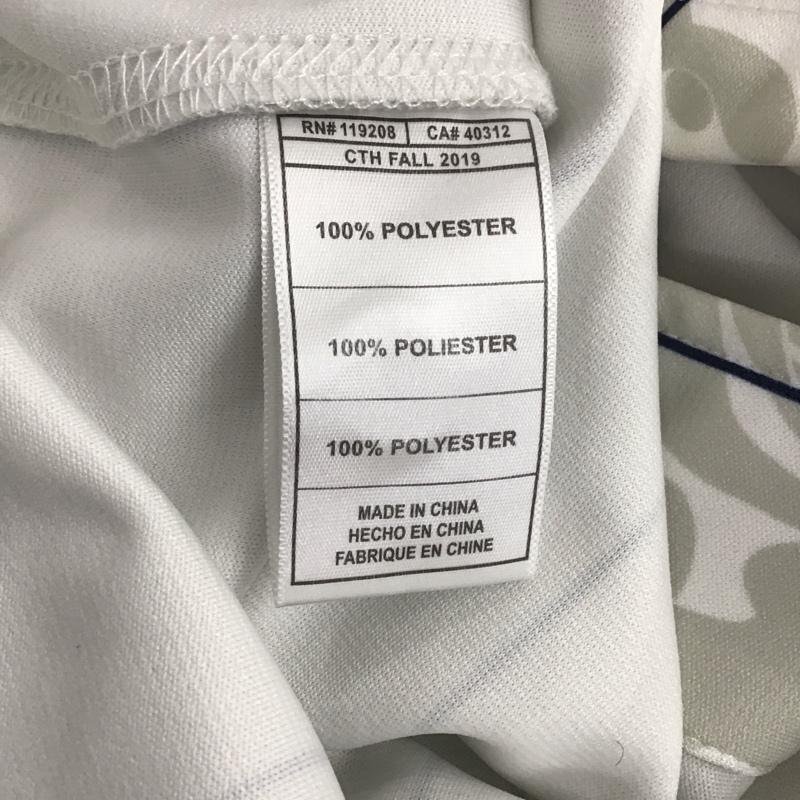 RN# 119208 CA# 40312
CTH FALL 2019
100% POLYESTER
100% POLIESTER
100% POLYESTER
MADE IN CHINA
HECHO EN CHINA
FABRIQUE EN CHINE